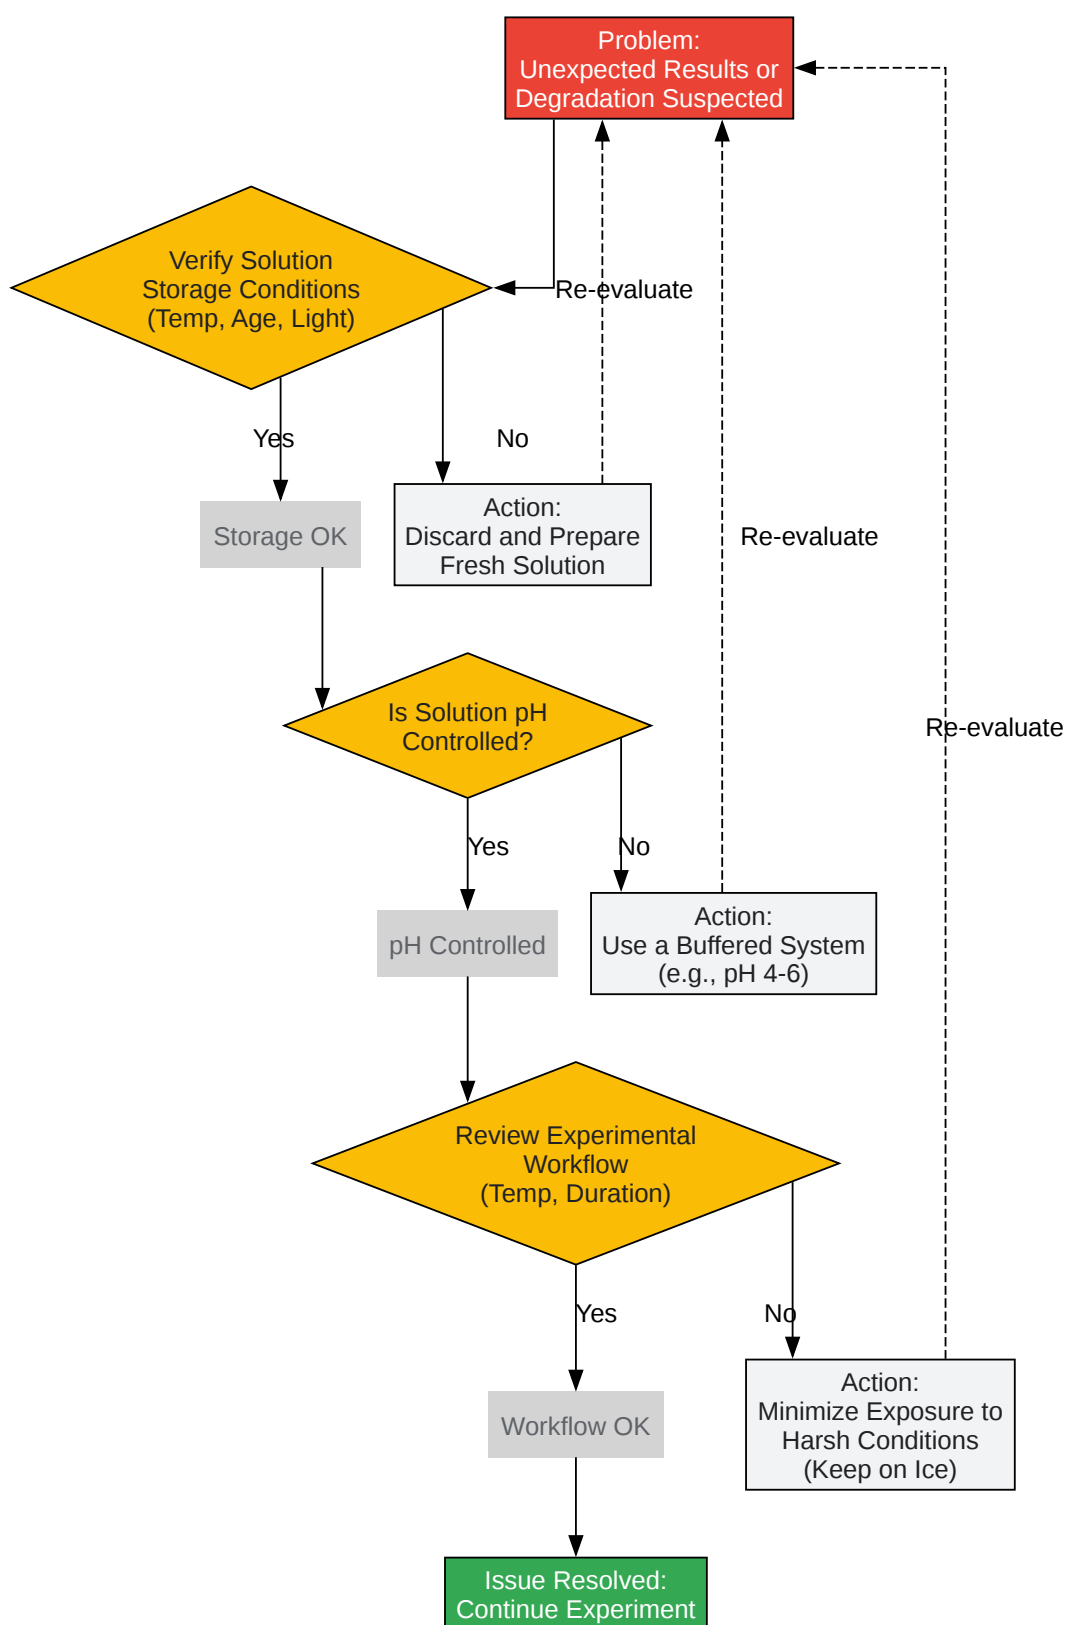 Problem:
Unexpected Results or
Degradation Suspected
Verify Solution
Storage Conditions
(Temp, Age, Light)
Re-evaluate
Yes
No
Storage OK
Action:
Discard and Prepare
Fresh Solution
Re-evaluate
Is Solution pH
Controlled?
Re-evaluate
Yes
No
pH Controlled
Action:
Use a Buffered System
(e.g., pH 4-6)
Review Experimental
Workflow
(Temp, Duration)
Yes
No
Workflow OK
Action:
Minimize Exposure to
Harsh Conditions
(Keep on Ice)
Issue Resolved:
Continue Experiment